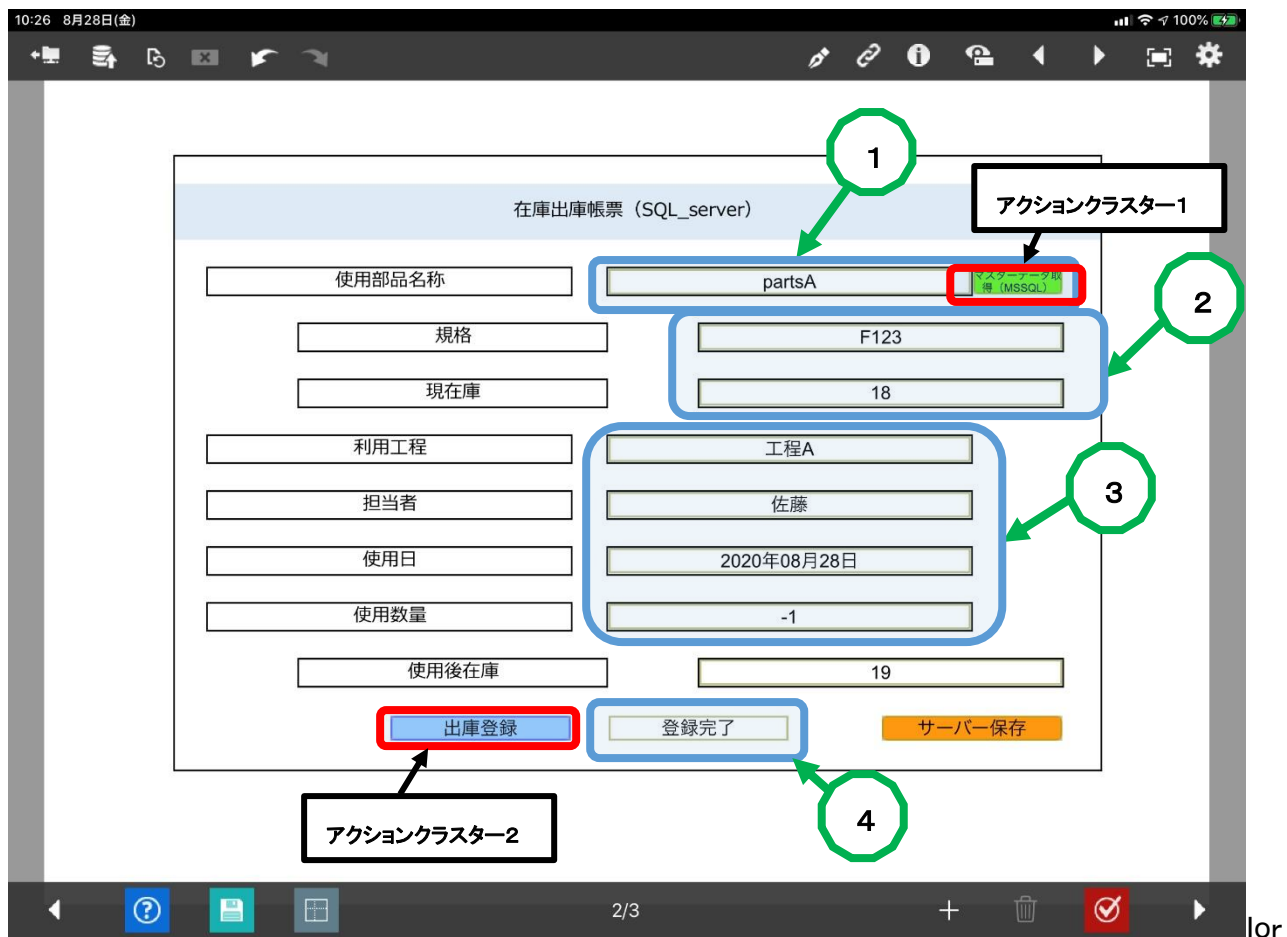 10:26 8月28日(金)
100%
1
アクションクラスター1
在庫出庫帳票（SQL_server）
使用部品名称
partsA
マスターデータ取
得（MSSQL）
2
規格
F123
現在庫
18
利用工程
工程A
3
担当者
佐藤
使用日
2020年08月28日
使用数量
-1
使用後在庫
19
出庫登録
登録完了
サーバー保存
アクションクラスター2
4
2/3
lor